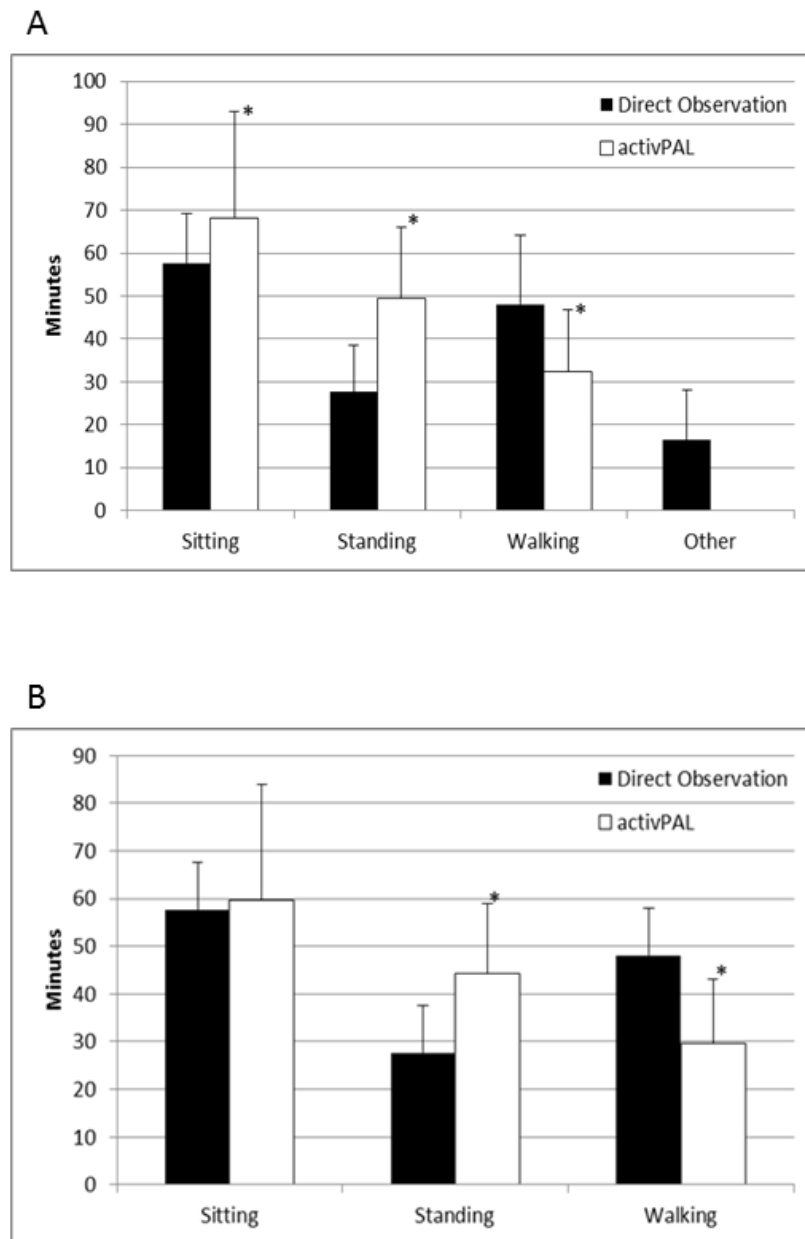 A
100
90
80
70
60
50
40
30
20
10
0
Minutes
Direct Observation
activPAL
*
*
*
Sitting Standing Walking Other
B
90
80
70
60
50
40
30
20
10
0
Minutes
Direct Observation
activPAL
*
*
Sitting Standing Walking